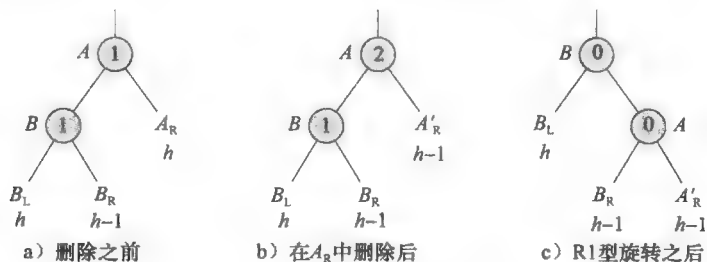 A 1
B 1
A_R
h
B_L
h
B_R
h-1
a）删除之前
A 2
B 1
A'_R
h-1
B_L
h
B_R
h-1
b）在A_R中删除后
B 0
B_L
h
0 A
B_R
h-1
A'_R
h-1
c）R1型旋转之后